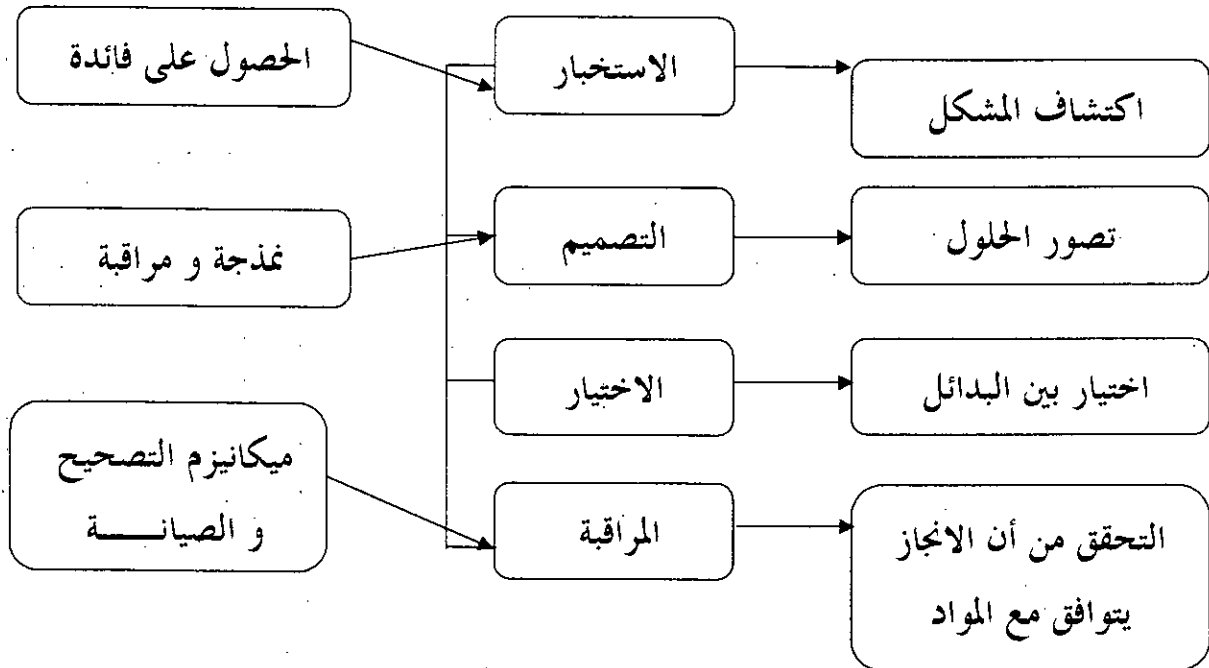 الحصول على فائدة
الاستخبار
اكتشاف المشكل
نمذجة و مراقبة
التصميم
تصور الحلول
الاختيار
اختيار بين البدائل
ميكانيزم التصحيح
و الصيانـــــة
المراقبة
التحقق من أن الانجاز
يتوافق مع المواد